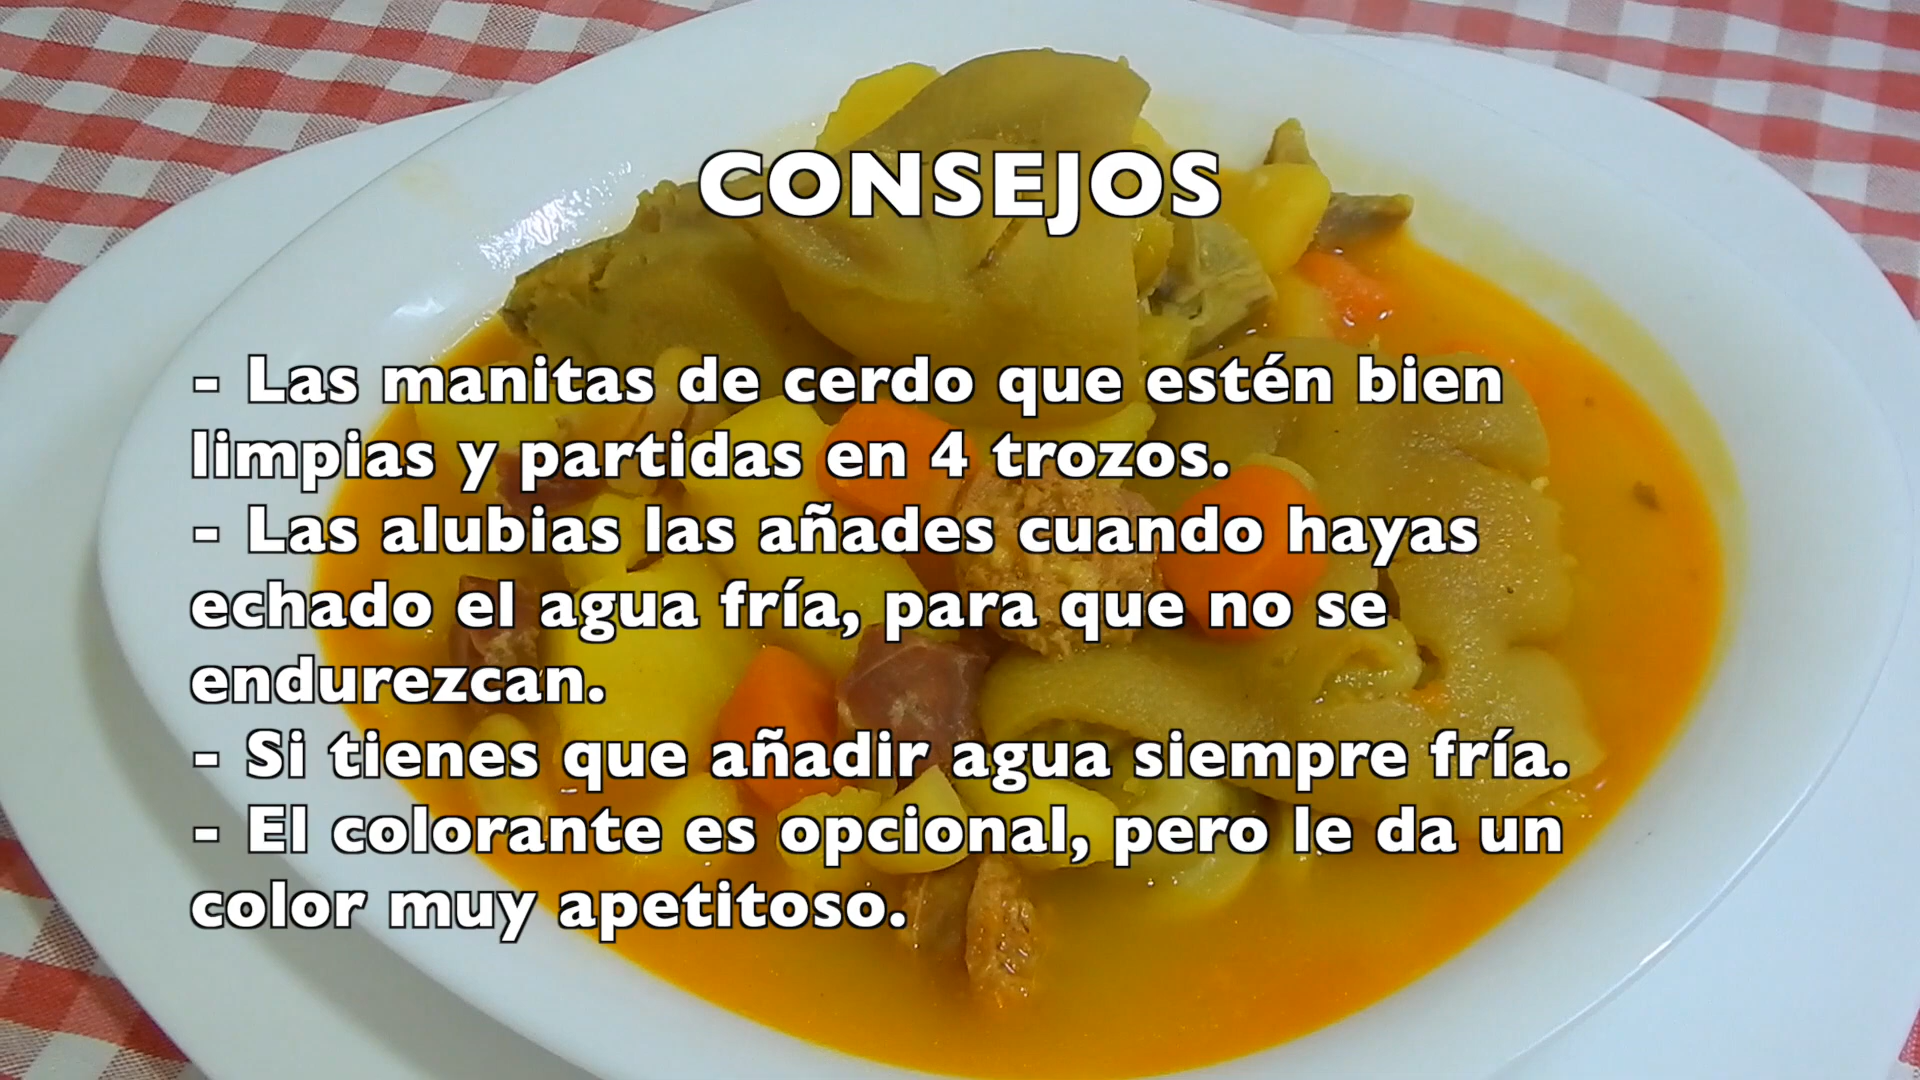 CONSEJOS
- Las manitas de cerdo que estén bien
limpias y partidas en 4 trozos.
- Las alubias las añades cuando hayas
echado el agua fría, para que no se
endurezcan.
- Si tienes que añadir agua siempre fría.
- El colorante es opcional, pero le da un
color muy apetitoso.